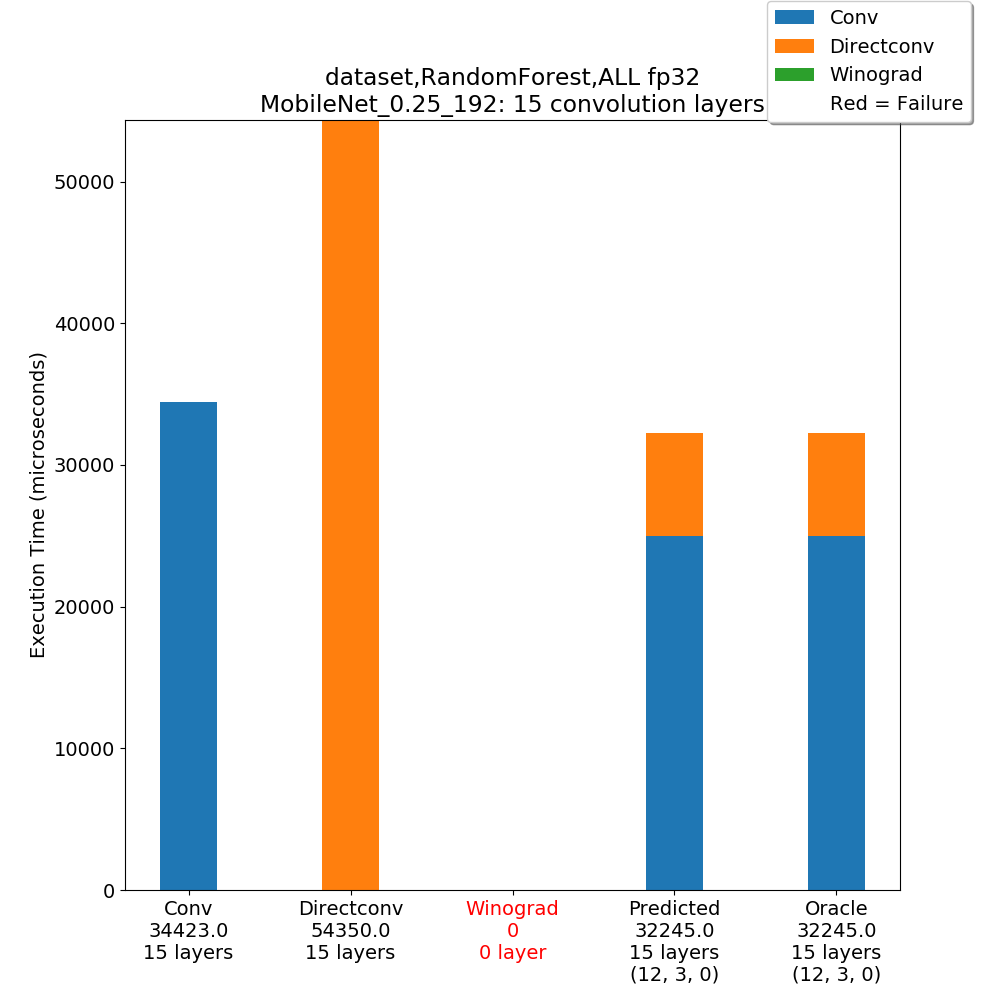 Conv
Directconv
Winograd
Red = Failure
dataset,RandomForest,ALL fp32
MobileNet_0.25_192: 15 convolution layers
Execution Time (microseconds)
50000
40000
30000
20000
10000
0
Conv
34423.0
15 layers
Directconv
54350.0
15 layers
Winograd
0
0 layer
Predicted
32245.0
15 layers
(12, 3, 0)
Oracle
32245.0
15 layers
(12, 3, 0)